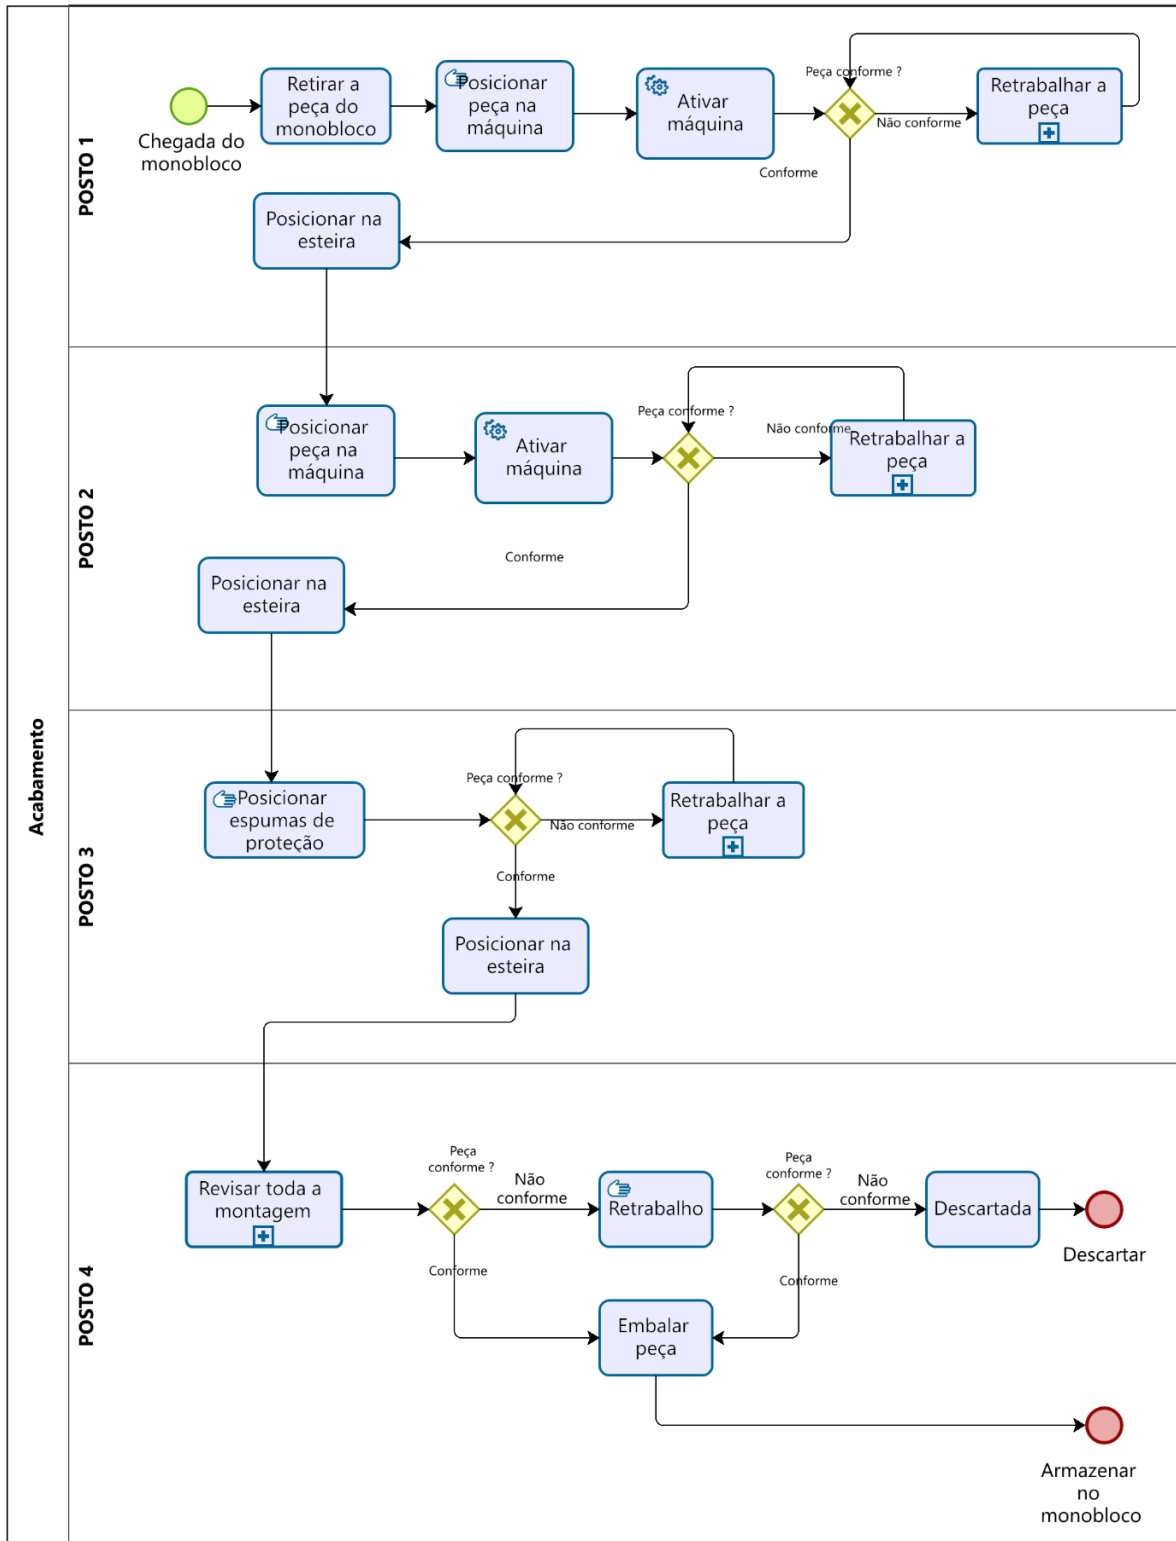 Acabamento
POSTO 1
Chegada do
monobloco
Retirar a
peça do
monobloco
Posicionar
peça na
máquina
Ativar
máquina
Peça conforme ?
Não conforme
Retrabalhar a
peça
Conforme
Posicionar na
esteira
POSTO 2
Posicionar
peça na
máquina
Ativar
máquina
Peça conforme ?
Não conforme
Retrabalhar a
peça
Conforme
Posicionar na
esteira
POSTO 3
Posicionar
espumas de
proteção
Peça conforme ?
Não conforme
Retrabalhar a
peça
Conforme
Posicionar na
esteira
POSTO 4
Revisar toda a
montagem
Peça
conforme ?
Não
conforme
Retrabalho
Peça
conforme ?
Não
conforme
Descartada
Descartar
Conforme
Conforme
Embalar
peça
Armazenar
no
monobloco